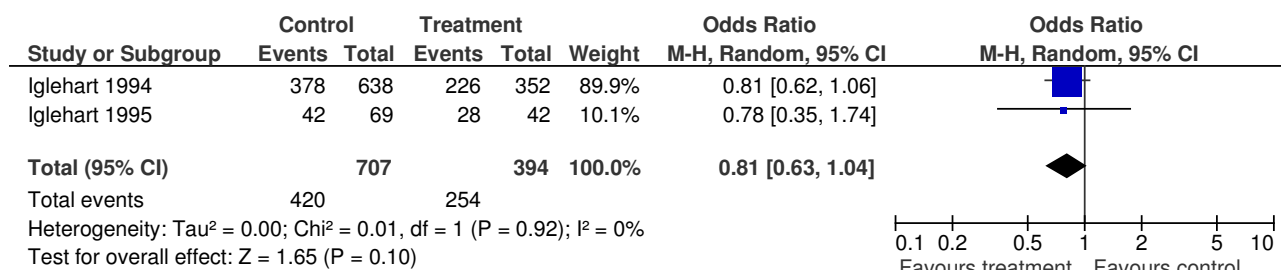 Control Treatment Odds Ratio Odds Ratio
Study or Subgroup Events Total Events Total Weight M-H, Random, 95% CI M-H, Random, 95% CI
Iglehart 1994 378 638 226 352 89.9% 0.81 [0.62, 1.06]
Iglehart 1995 42 69 28 42 10.1% 0.78 [0.35, 1.74]
Total (95% CI) 707 394 100.0% 0.81 [0.63, 1.04]
Total events 420 254
Heterogeneity: Tau² = 0.00; Chi² = 0.01, df = 1 (P = 0.92); I² = 0%
Test for overall effect: Z = 1.65 (P = 0.10)
0.1 0.2 0.5 1 2 5 10
Favours treatment Favours control